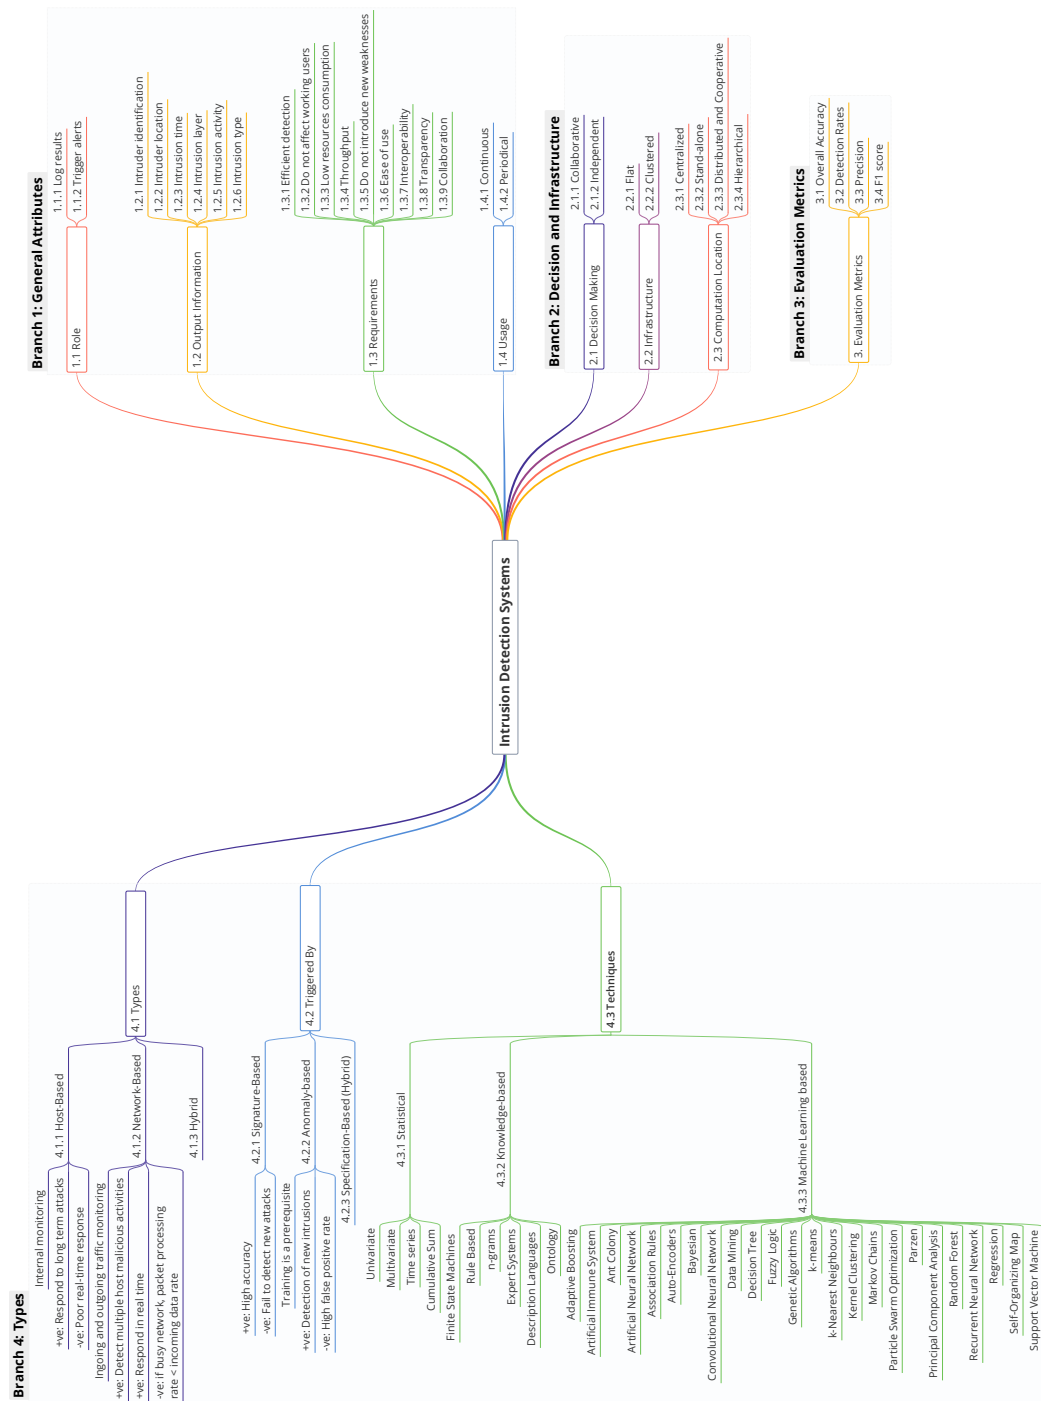 Branch 1: General Attributes
1.1 Role
1.1.1 Log results
1.1.2 Trigger alerts
1.2 Output Information
1.2.1 Intruder identification
1.2.2 Intruder location
1.2.3 Intrusion time
1.2.4 Intrusion layer
1.2.5 Intrusion activity
1.2.6 Intrusion type
1.3 Requirements
1.3.1 Efficient detection
1.3.2 Do not affect working users
1.3.3 Low resources consumption
1.3.4 Throughput
1.3.5 Do not introduce new weaknesses
1.3.6 Ease of use
1.3.7 Interoperability
1.3.8 Transparency
1.3.9 Collaboration
1.4 Usage
1.4.1 Continuous
1.4.2 Periodical
Branch 2: Decision and Infrastructure
2.1 Decision Making
2.1.1 Collaborative
2.1.2 Independent
2.2 Infrastructure
2.2.1 Flat
2.2.2 Clustered
2.3 Computation Location
2.3.1 Centralized
2.3.2 Stand-alone
2.3.3 Distributed and Cooperative
2.3.4 Hierarchical
Branch 3: Evaluation Metrics
3. Evaluation Metrics
3.1 Overall Accuracy
3.2 Detection Rates
3.3 Precision
3.4 F1 score
Intrusion Detection Systems
Branch 4: Types
4.1 Types
4.1.1 Host-Based
Internal monitoring
+ve: Respond to long term attacks
-ve: Poor real-time response
4.1.2 Network-Based
Ingoing and outgoing traffic monitoring
+ve: Detect multiple host malicious activities
+ve: Respond in real time
-ve: if busy network, packet processing
rate < incoming data rate
4.1.3 Hybrid
4.2 Triggered By
4.2.1 Signature-Based
+ve: High accuracy
-ve: Fail to detect new attacks
4.2.2 Anomaly-based
Training is a prerequisite
+ve: Detection of new intrusions
-ve: High false positive rate
4.2.3 Specification-Based (Hybrid)
4.3 Techniques
4.3.1 Statistical
Univariate
Multivariate
Time series
Cumulative Sum
4.3.2 Knowledge-based
Finite State Machines
Rule Based
n-grams
Expert Systems
Description Languages
Ontology
4.3.3 Machine Learning based
Adaptive Boosting
Artificial Immune System
Ant Colony
Artificial Neural Network
Association Rules
Auto-Encoders
Bayesian
Convolutional Neural Network
Data Mining
Decision Tree
Fuzzy Logic
Genetic Algorithms
k-means
k-Nearest Neighbours
Kernel Clustering
Markov Chains
Particle Swarm Optimization
Parzen
Principal Component Analysis
Random Forest
Recurrent Neural Network
Regression
Self-Organizing Map
Support Vector Machine